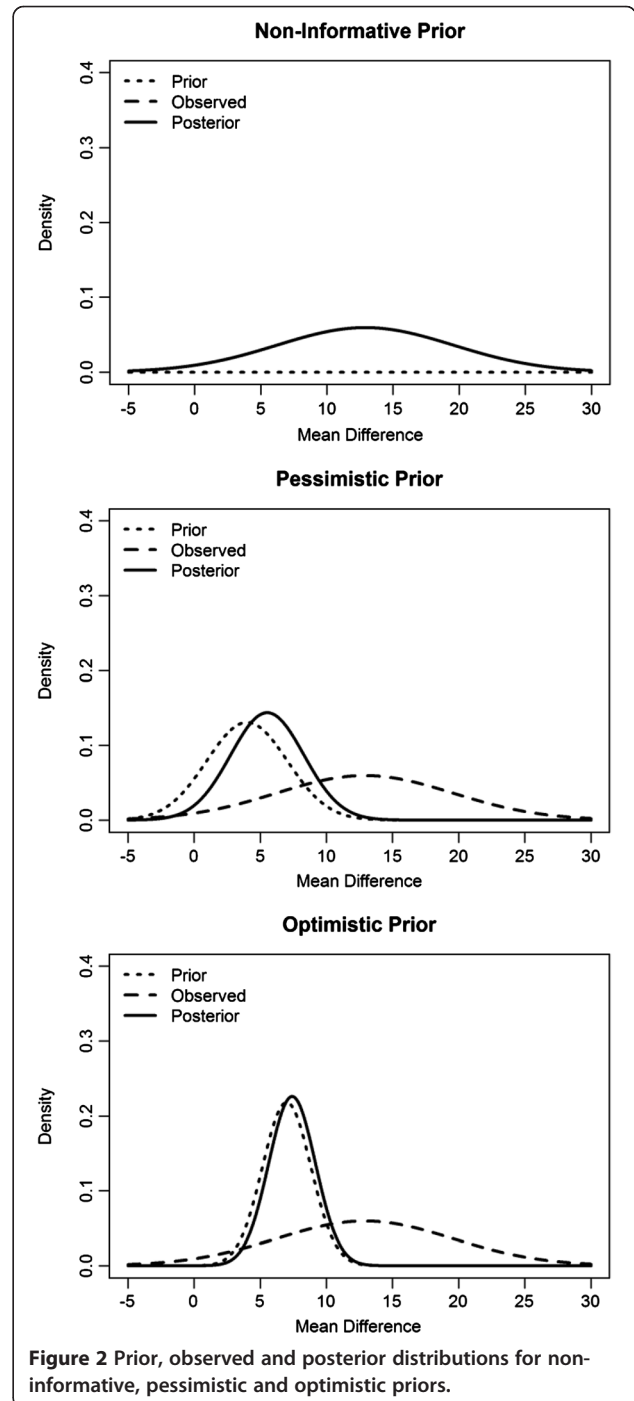 Non-Informative Prior
Prior
Observed
Posterior
Density
0.4
0.3
0.2
0.1
0.0
-5 0 5 10 15 20 25 30
Mean Difference
Pessimistic Prior
Prior
Observed
Posterior
Density
0.4
0.3
0.2
0.1
0.0
-5 0 5 10 15 20 25 30
Mean Difference
Optimistic Prior
Prior
Observed
Posterior
Density
0.4
0.3
0.2
0.1
0.0
-5 0 5 10 15 20 25 30
Mean Difference
Figure 2 Prior, observed and posterior distributions for non-
informative, pessimistic and optimistic priors.